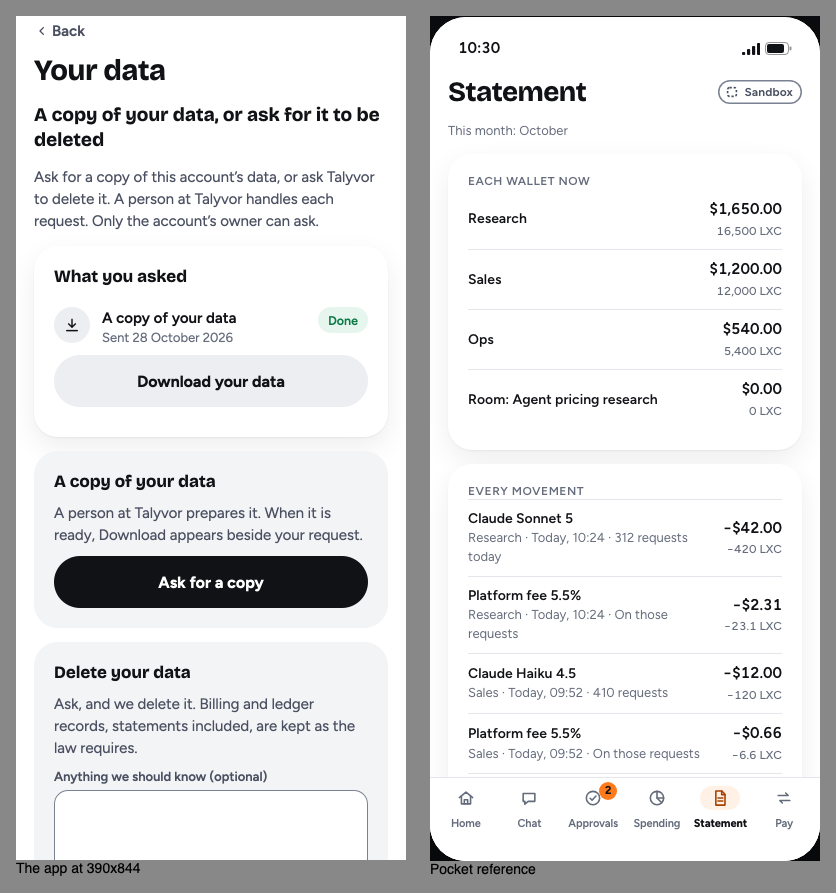 Back
Your data
A copy of your data, or ask for it to be
deleted
Ask for a copy of this account’s data, or ask Talyvor
to delete it. A person at Talyvor handles each
request. Only the account’s owner can ask.
What you asked
A copy of your data
Done
Sent 28 October 2026
Download your data
A copy of your data
A person at Talyvor prepares it. When it is
ready, Download appears beside your request.
Ask for a copy
Delete your data
Ask, and we delete it. Billing and ledger
records, statements included, are kept as the
law requires.
Anything we should know (optional)
The app at 390x844
10:30
Statement
Sandbox
This month: October
EACH WALLET NOW
Research
$1,650.00
16,500 LXC
Sales
$1,200.00
12,000 LXC
Ops
$540.00
5,400 LXC
Room: Agent pricing research
$0.00
0 LXC
EVERY MOVEMENT
Claude Sonnet 5
Research · Today, 10:24 · 312 requests
today
−$42.00
−420 LXC
Platform fee 5.5%
Research · Today, 10:24 · On those
requests
−$2.31
−23.1 LXC
Claude Haiku 4.5
Sales · Today, 09:52 · 410 requests
−$12.00
−120 LXC
Platform fee 5.5%
Sales · Today, 09:52 · On those requests
−$0.66
−6.6 LXC
2
Home
Chat
Approvals
Spending
Statement
Pay
Pocket reference